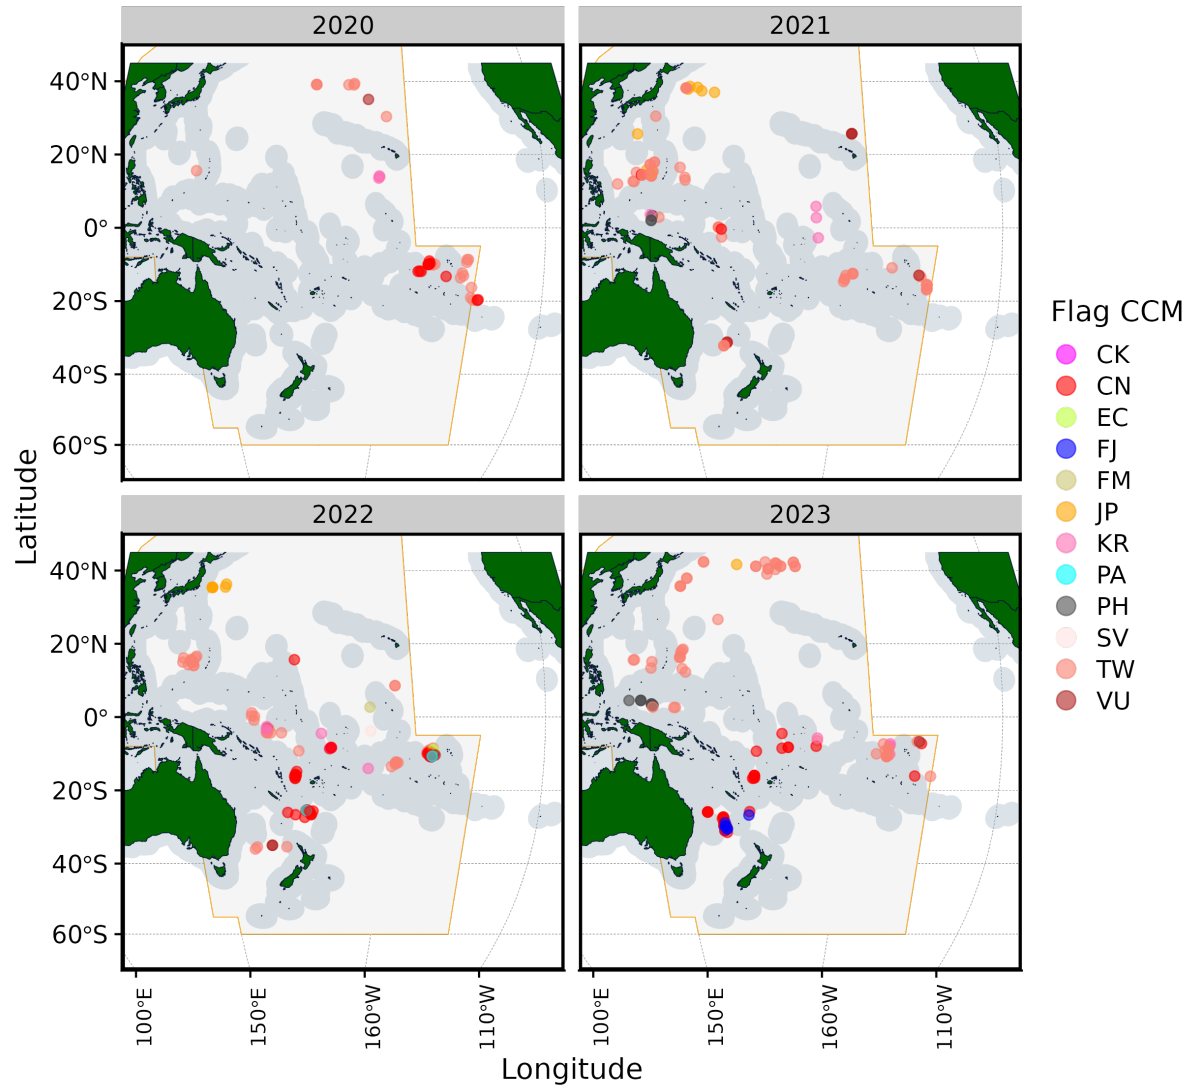 2020
2021
40°N
20°N
0°
20°S
40°S
60°S
Latitude
2022
2023
40°N
20°N
0°
20°S
40°S
60°S
100°E
150°E
160°W
110°W
100°E
150°E
160°W
110°W
Longitude
Flag CCM
CK
CN
EC
FJ
FM
JP
KR
PA
PH
SV
TW
VU